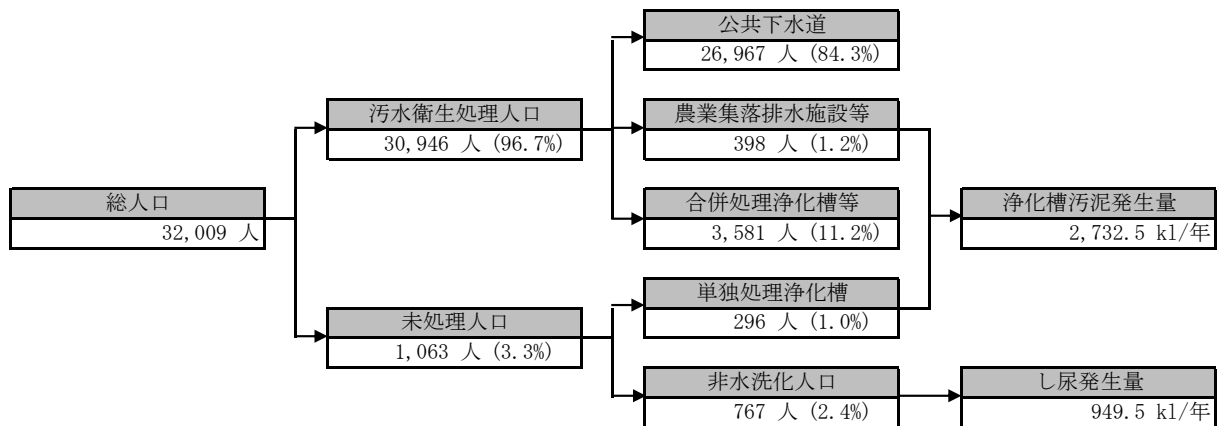 公共下水道
26,967 人 (84.3%)
汚水衛生処理人口
30,946 人 (96.7%)
農業集落排水施設等
398 人 (1.2%)
総人口
32,009 人
合併処理浄化槽等
3,581 人 (11.2%)
浄化槽汚泥発生量
2,732.5 kl/年
未処理人口
1,063 人 (3.3%)
単独処理浄化槽
296 人 (1.0%)
非水洗化人口
767 人 (2.4%)
し尿発生量
949.5 kl/年